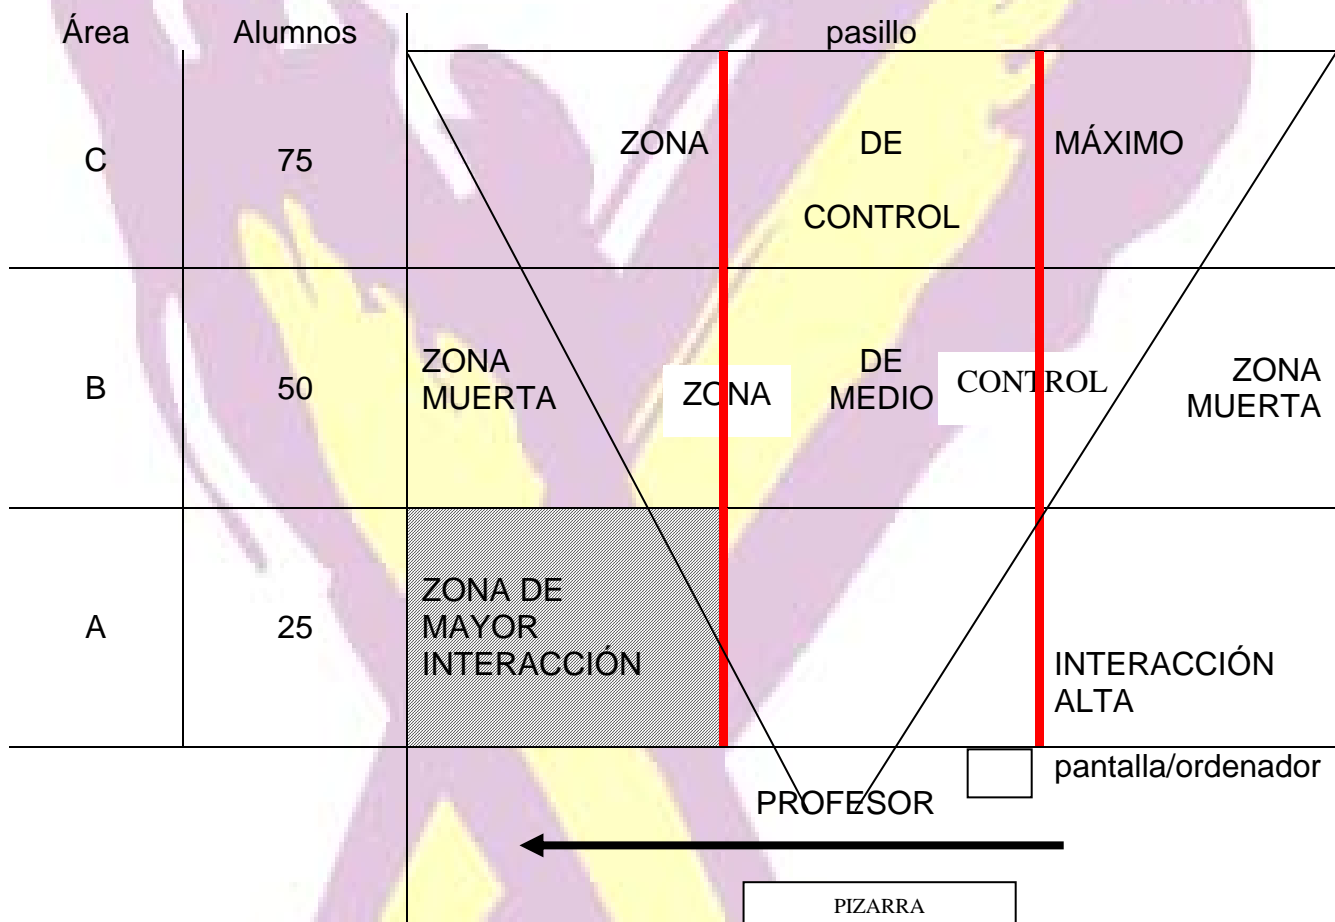 Área Alumnos pasillo
C 75 ZONA DE MÁXIMO
CONTROL
B 50 ZONA MUERTA ZONA DE MEDIO CONTROL ZONA MUERTA
A 25 ZONA DE
MAYOR
INTERACCIÓN
INTERACCIÓN
ALTA
pantalla/ordenador
PROFESOR
PIZARRA